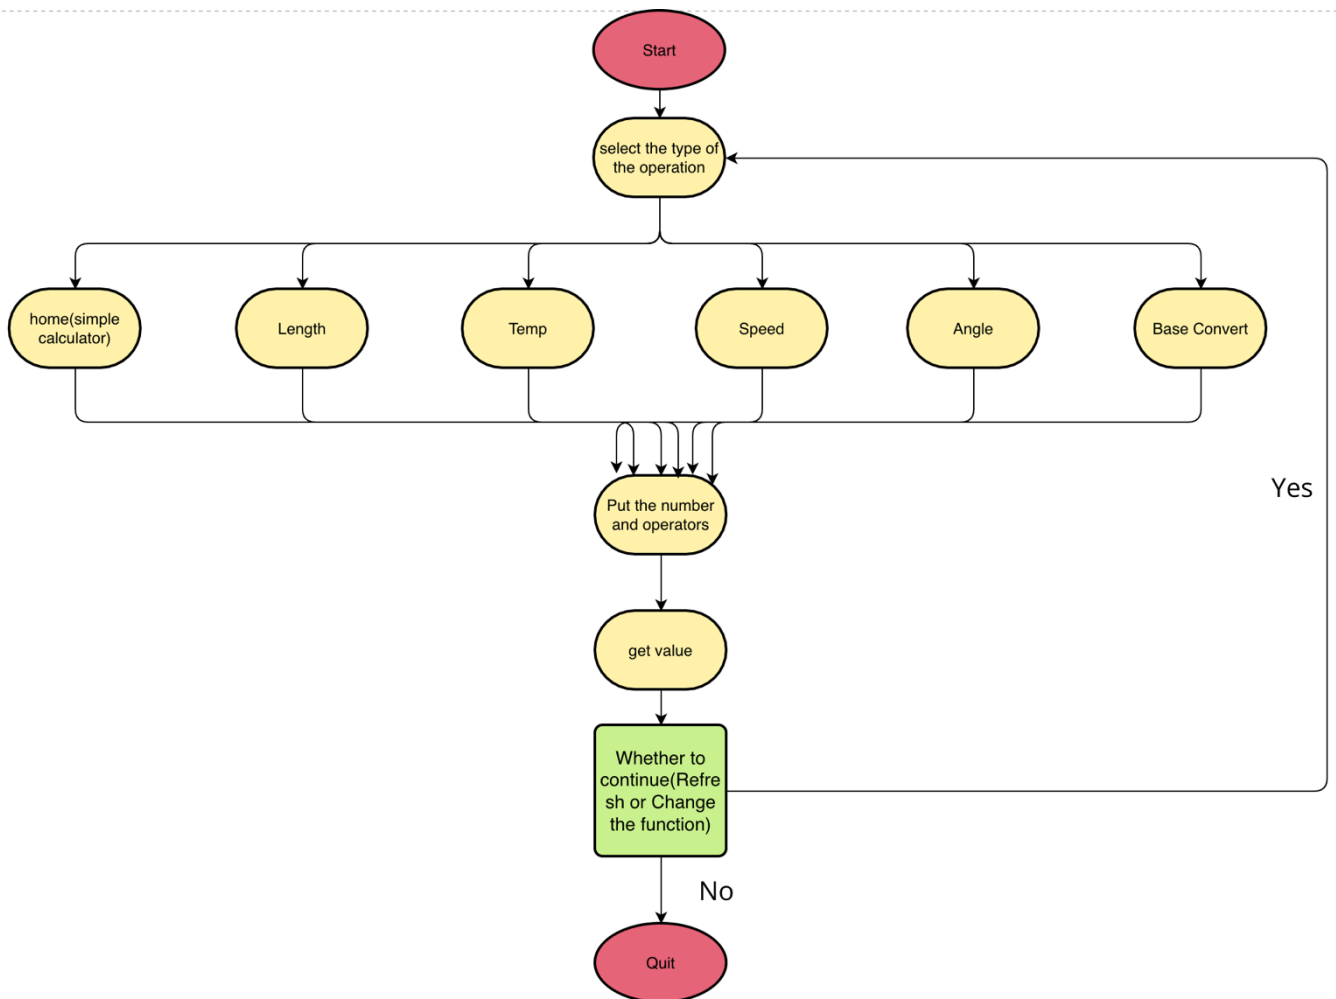 Start
select the type of
the operation
home(simple
calculator)
Length
Temp
Speed
Angle
Base Convert
Yes
Put the number
and operators
get value
Whether to
continue(Refre
sh or Change
the function)
No
Quit